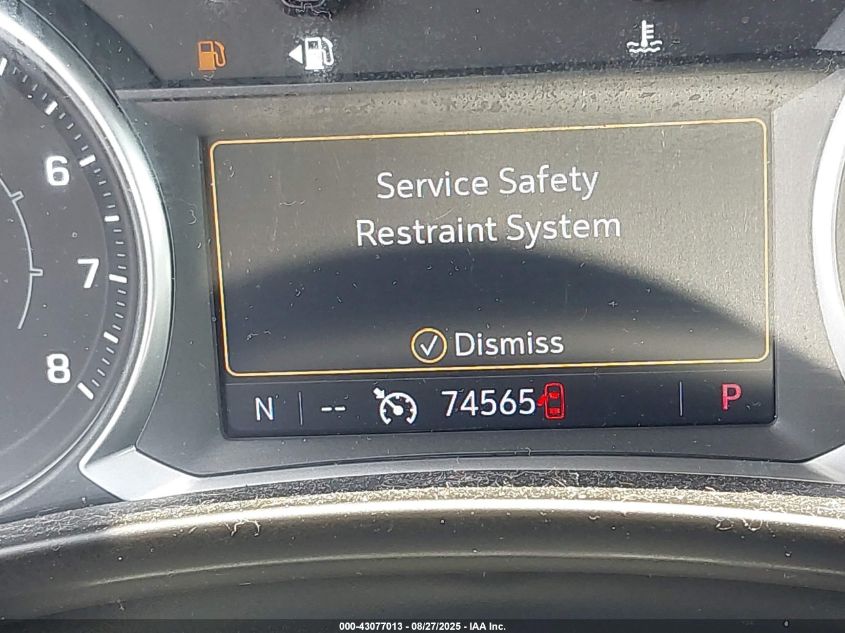 6
7
8
Service Safety
Restraint System
Dismiss
N -- 74565 P
000-43077013 - 08/27/2025 - IAA Inc.